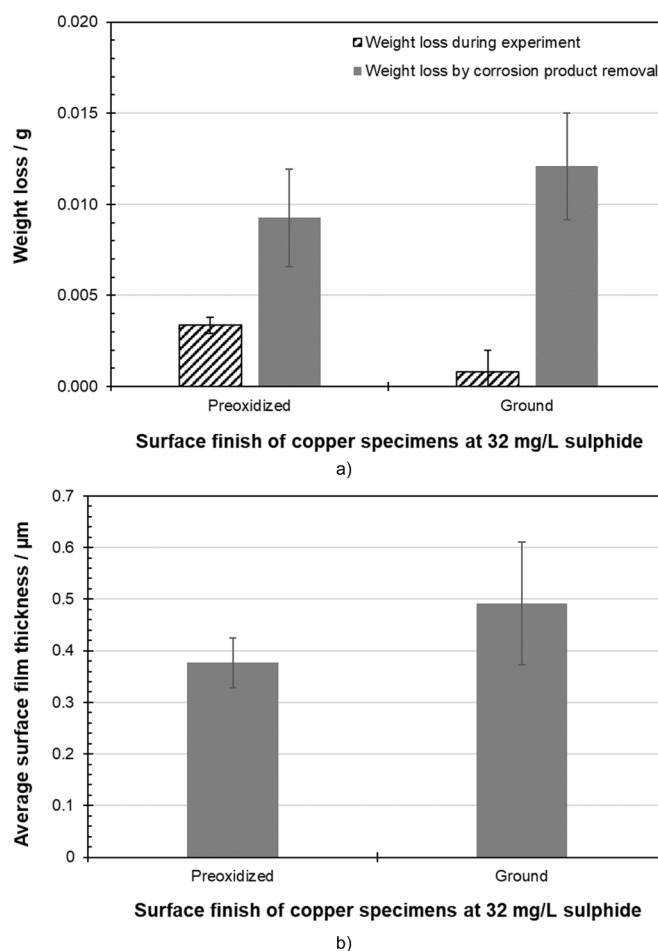 0.020
Weight loss during experiment
Weight loss by corrosion product removal
0.015
0.010
0.005
0.000
Weight loss / g
Preoxidized
Ground
Surface finish of copper specimens at 32 mg/L sulphide
a)
0.7
0.6
0.5
0.4
0.3
0.2
0.1
0
Average surface film thickness / µm
Preoxidized
Ground
Surface finish of copper specimens at 32 mg/L sulphide
b)